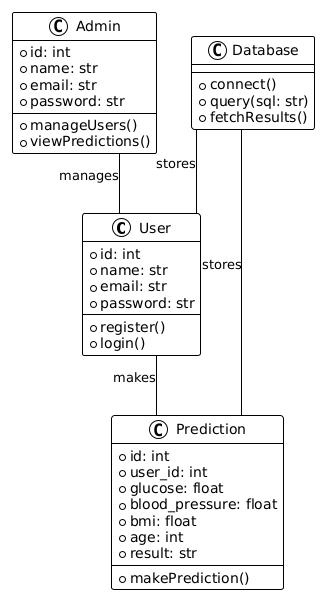 C Admin
id: int
name: str
email: str
password: str
manageUsers()
viewPredictions()
C Database
connect()
query(sql: str)
fetchResults()
manages
stores
C User
id: int
name: str
email: str
password: str
register()
login()
stores
makes
C Prediction
id: int
user_id: int
glucose: float
blood_pressure: float
bmi: float
age: int
result: str
makePrediction()